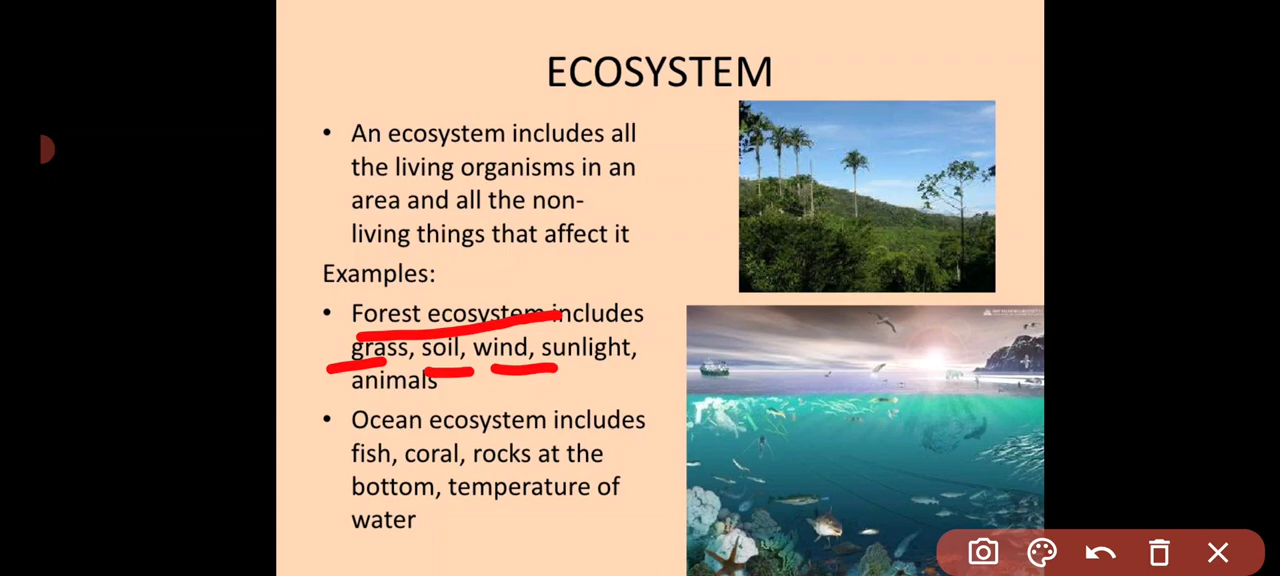 ECOSYSTEM
• An ecosystem includes all
the living organisms in an
area and all the non-
living things that affect it
Examples:
• Forest ecosystem includes
grass, soil, wind, sunlight,
animals
• Ocean ecosystem includes
fish, coral, rocks at the
bottom, temperature of
water